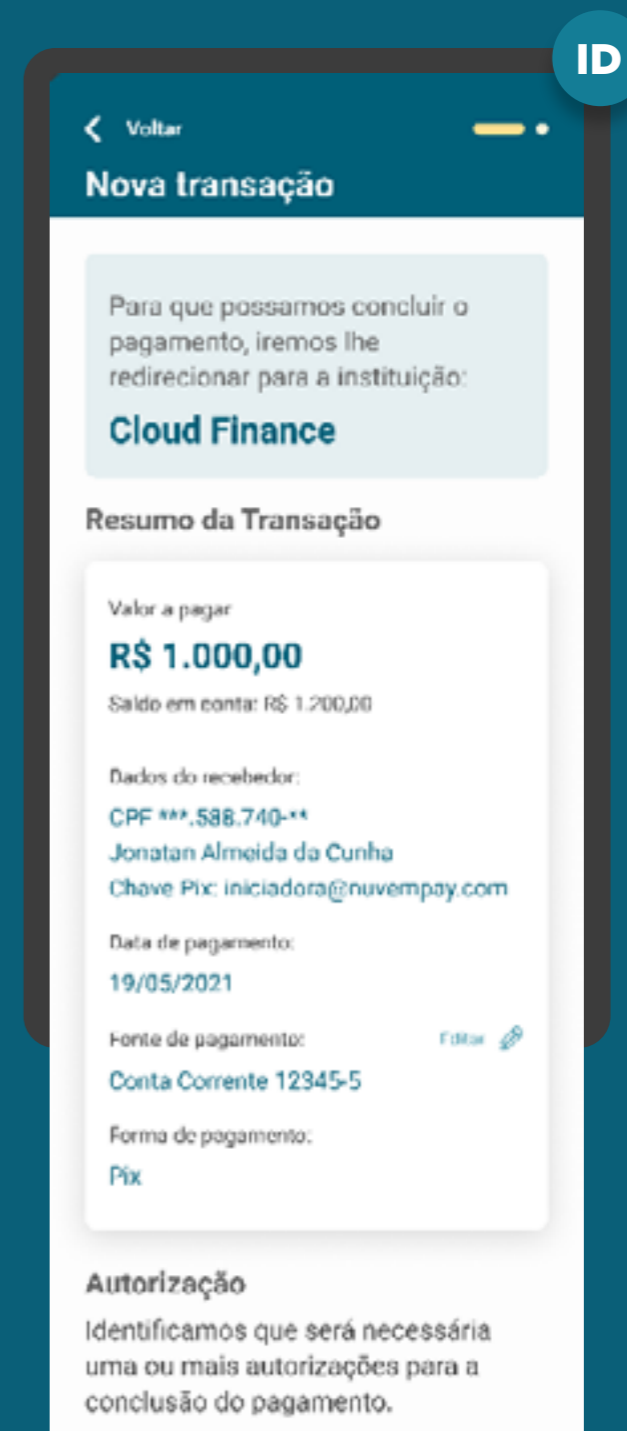 ID
Voltar
Nova transação
Para que possamos concluir o
pagamento, iremos lhe
redirecionar para a instituição:
Cloud Finance
Resumo da Transação
Valor a pagar
R$ 1.000,00
Saldo em conta: R$ 1.200,00
Dados do recebedor:
CPF ***.588.740-**
Jonatan Almeida da Cunha
Chave Pix: iniciadora@nuvempay.com
Data de pagamento:
19/05/2021
Fonte de pagamento: Editar
Conta Corrente 12345-5
Forma de pagamento:
Pix
Autorização
Identificamos que será necessária
uma ou mais autorizações para a
conclusão do pagamento.